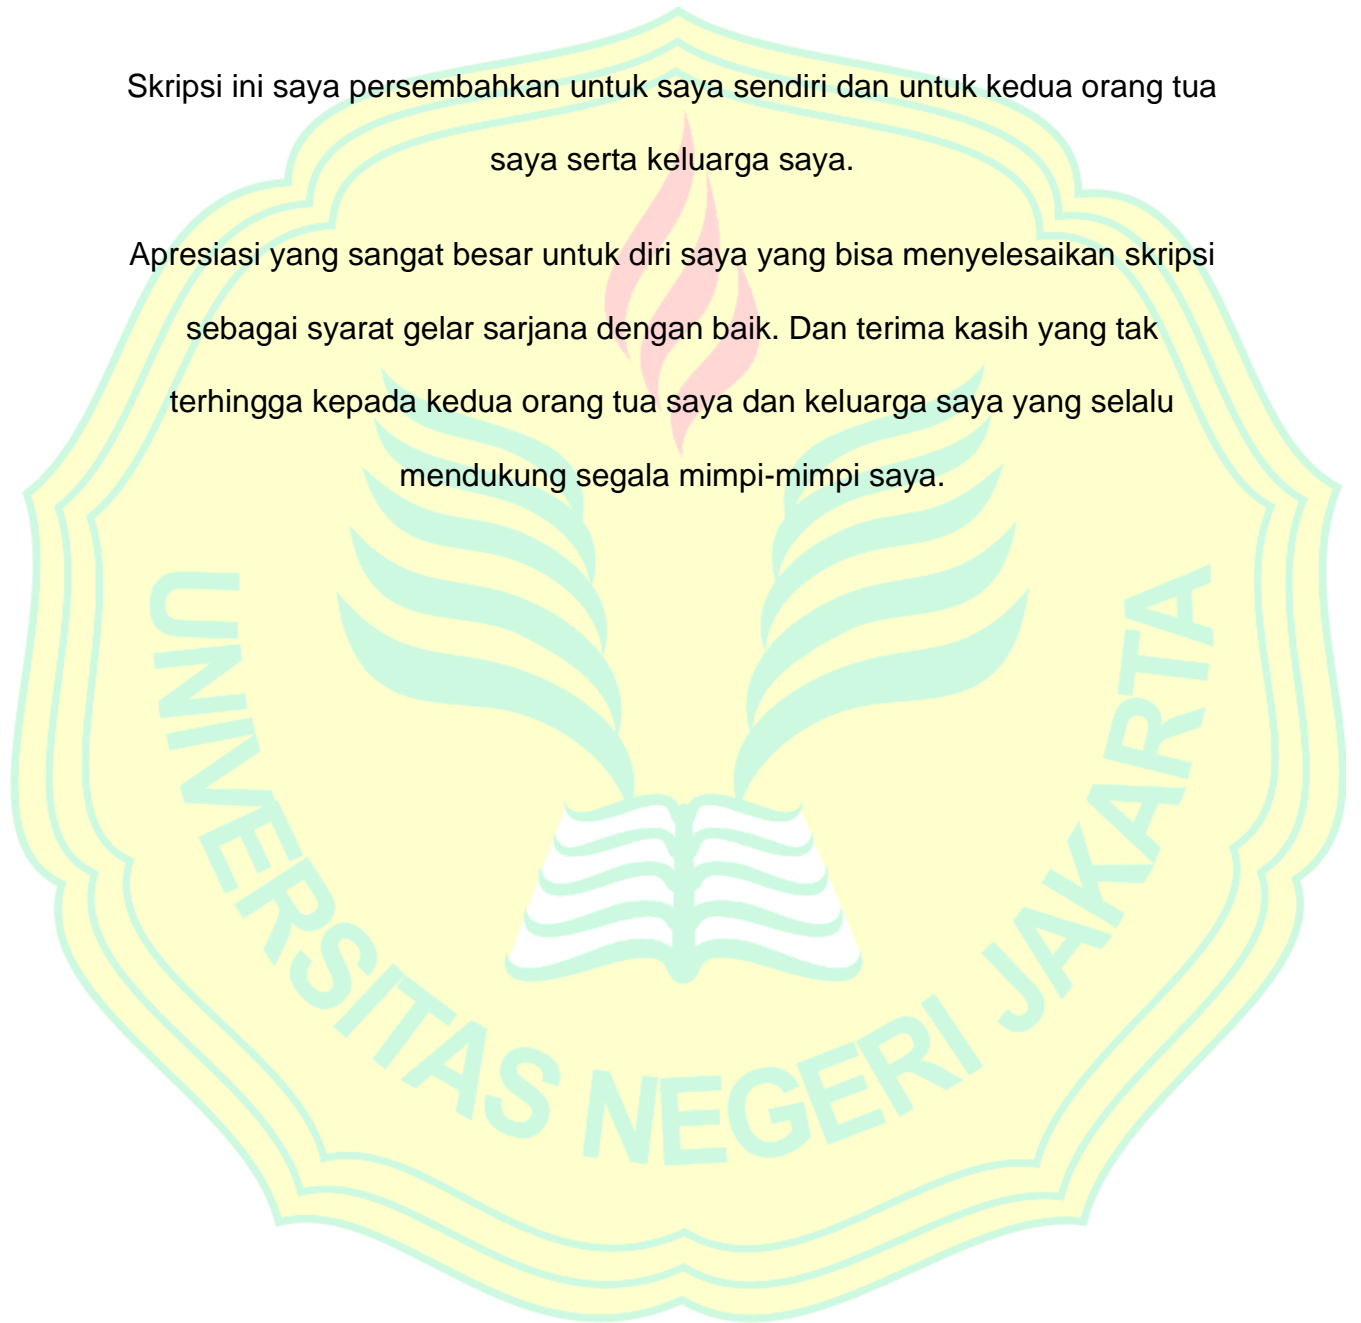 Skripsi ini saya persembahkan untuk saya sendiri dan untuk kedua orang tua
saya serta keluarga saya.
Apresiasi yang sangat besar untuk diri saya yang bisa menyelesaikan skripsi
sebagai syarat gelar sarjana dengan baik. Dan terima kasih yang tak
terhingga kepada kedua orang tua saya dan keluarga saya yang selalu
mendukung segala mimpi-mimpi saya.
UNIVERSITAS NEGERI JAKARTA